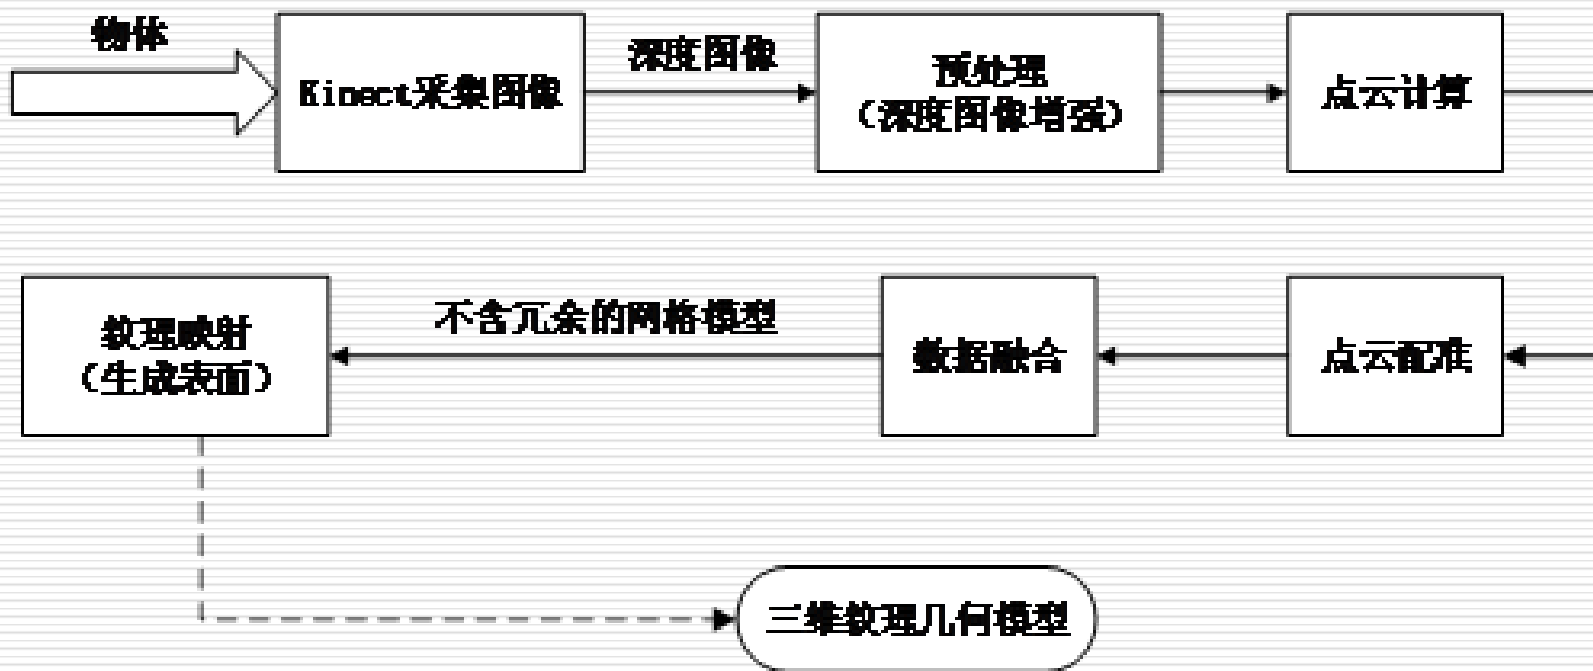 物体
Kinect采集图像
深度图像
预处理
（深度图像增强）
点云计算
纹理映射
（生成表面）
不含冗余的网格模型
数据融合
点云配准
三维纹理几何模型